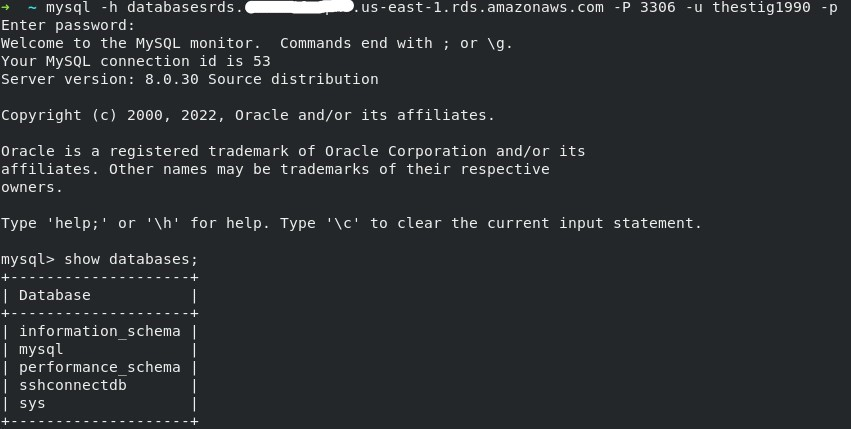 ➜ ~ mysql -h databasesrds. .us-east-1.rds.amazonaws.com -P 3306 -u thestig1990 -p
Enter password:
Welcome to the MySQL monitor.  Commands end with ; or \g.
Your MySQL connection id is 53
Server version: 8.0.30 Source distribution
Copyright (c) 2000, 2022, Oracle and/or its affiliates.
Oracle is a registered trademark of Oracle Corporation and/or its
affiliates. Other names may be trademarks of their respective
owners.
Type 'help;' or '\h' for help. Type '\c' to clear the current input statement.
mysql> show databases;
+--------------------+
| Database           |
+--------------------+
| information_schema |
| mysql              |
| performance_schema |
| sshconnectdb       |
| sys                |
+--------------------+